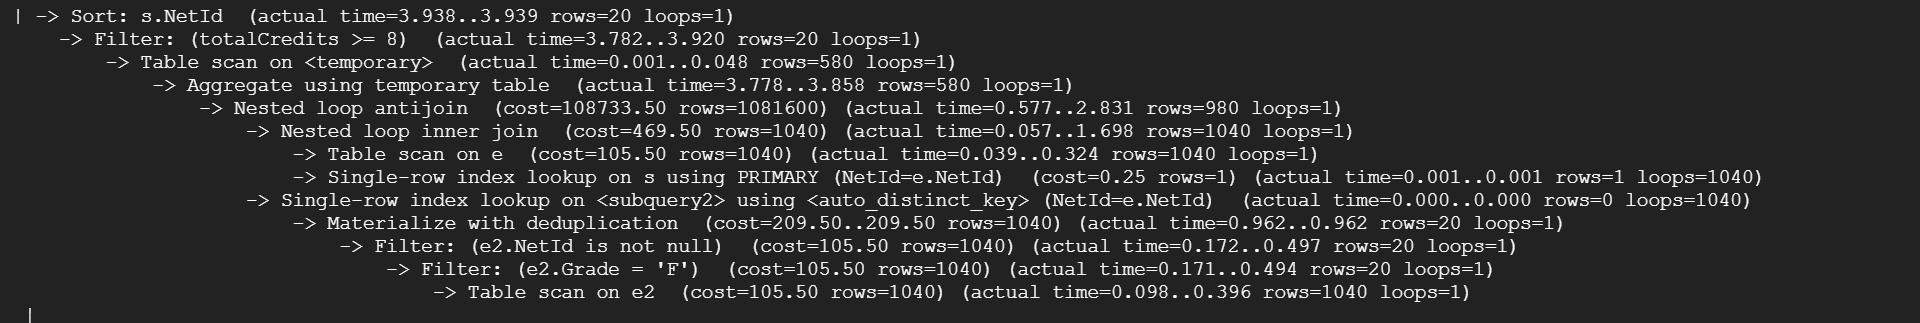 | -> Sort: s.NetId  (actual time=3.938..3.939 rows=20 loops=1)
    -> Filter: (totalCredits >= 8)  (actual time=3.782..3.920 rows=20 loops=1)
        -> Table scan on <temporary>  (actual time=0.001..0.048 rows=580 loops=1)
            -> Aggregate using temporary table  (actual time=3.778..3.858 rows=580 loops=1)
                -> Nested loop antijoin  (cost=108733.50 rows=1081600) (actual time=0.577..2.831 rows=980 loops=1)
                    -> Nested loop inner join  (cost=469.50 rows=1040) (actual time=0.057..1.698 rows=1040 loops=1)
                        -> Table scan on e  (cost=105.50 rows=1040) (actual time=0.039..0.324 rows=1040 loops=1)
                        -> Single-row index lookup on s using PRIMARY (NetId=e.NetId)  (cost=0.25 rows=1) (actual time=0.001..0.001 rows=1 loops=1040)
                    -> Single-row index lookup on <subquery2> using <auto_distinct_key> (NetId=e.NetId)  (actual time=0.000..0.000 rows=0 loops=1040)
                        -> Materialize with deduplication  (cost=209.50..209.50 rows=1040) (actual time=0.962..0.962 rows=20 loops=1)
                            -> Filter: (e2.NetId is not null)  (cost=105.50 rows=1040) (actual time=0.172..0.497 rows=20 loops=1)
                                -> Filter: (e2.Grade = 'F')  (cost=105.50 rows=1040) (actual time=0.171..0.494 rows=20 loops=1)
                                    -> Table scan on e2  (cost=105.50 rows=1040) (actual time=0.098..0.396 rows=1040 loops=1)
 |